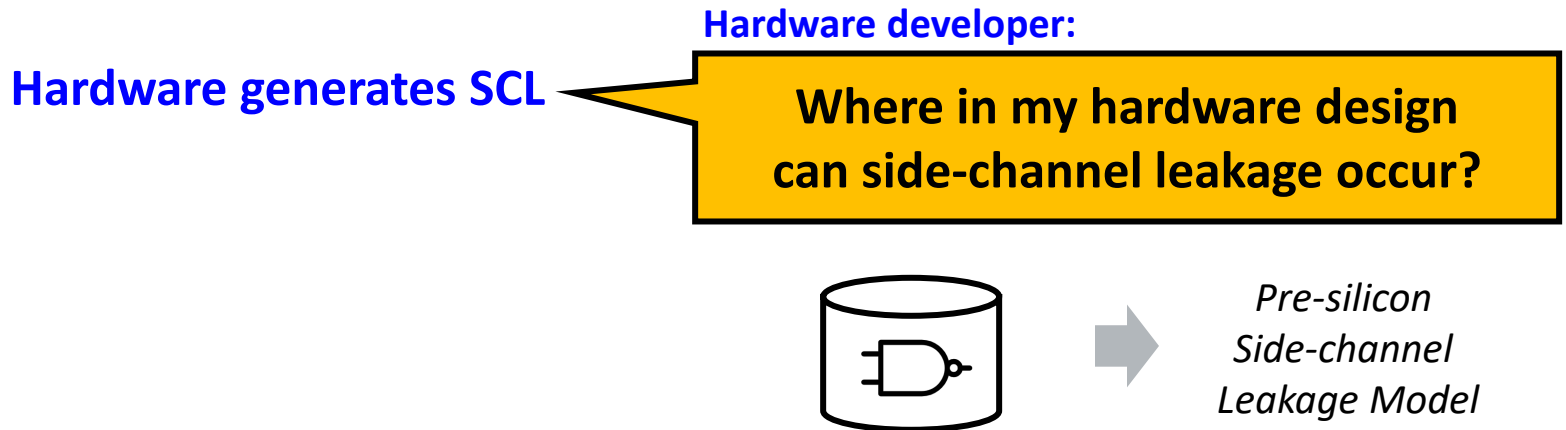 Hardware developer:
Hardware generates SCL
Where in my hardware design
can side-channel leakage occur?
Pre-silicon
Side-channel
Leakage Model